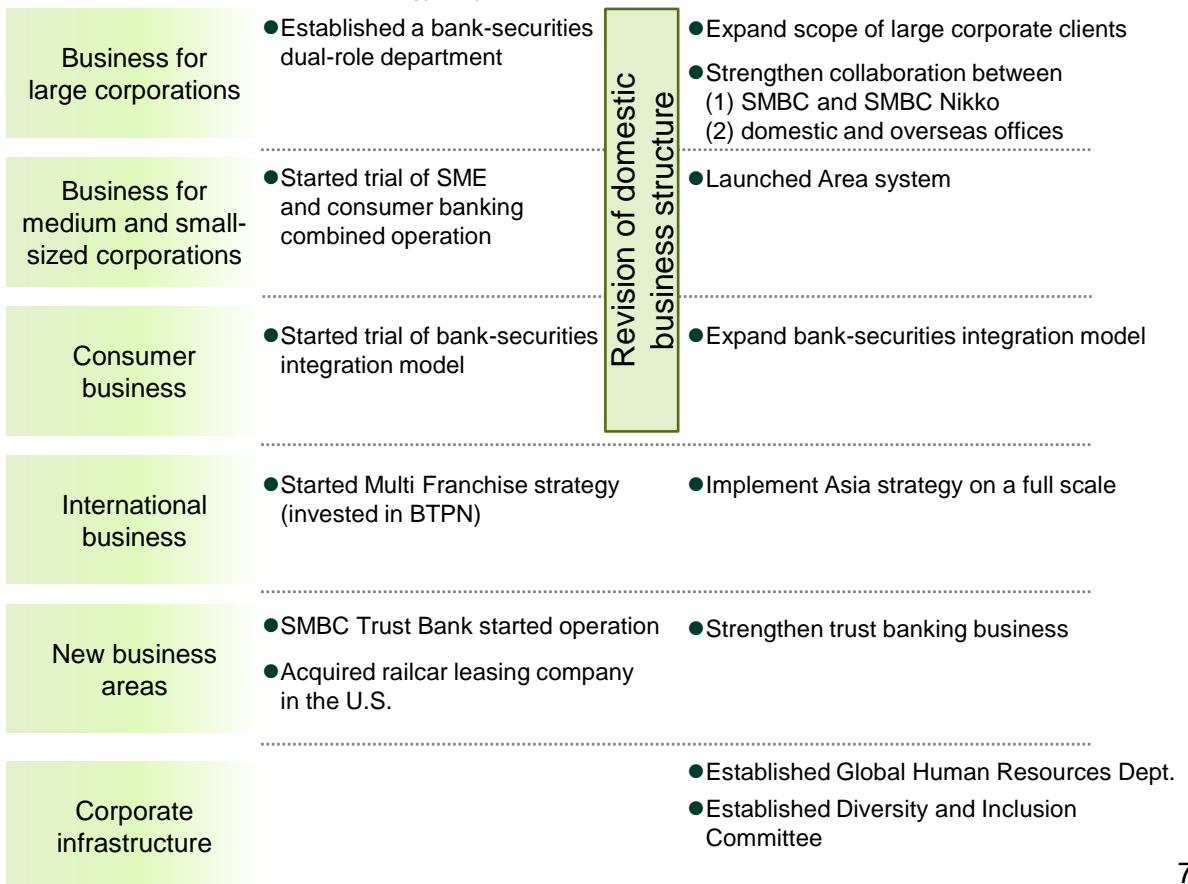 Business for
large corporations
●Established a bank-securities
dual-role department
Revision of domestic
business structure
●Expand scope of large corporate clients
●Strengthen collaboration between
(1) SMBC and SMBC Nikko
(2) domestic and overseas offices
Business for
medium and small-
sized corporations
●Started trial of SME
and consumer banking
combined operation
●Launched Area system
Consumer
business
●Started trial of bank-securities
integration model
●Expand bank-securities integration model
International
business
●Started Multi Franchise strategy
(invested in BTPN)
●Implement Asia strategy on a full scale
New business
areas
●SMBC Trust Bank started operation
●Acquired railcar leasing company
in the U.S.
●Strengthen trust banking business
Corporate
infrastructure
●Established Global Human Resources Dept.
●Established Diversity and Inclusion
Committee
7